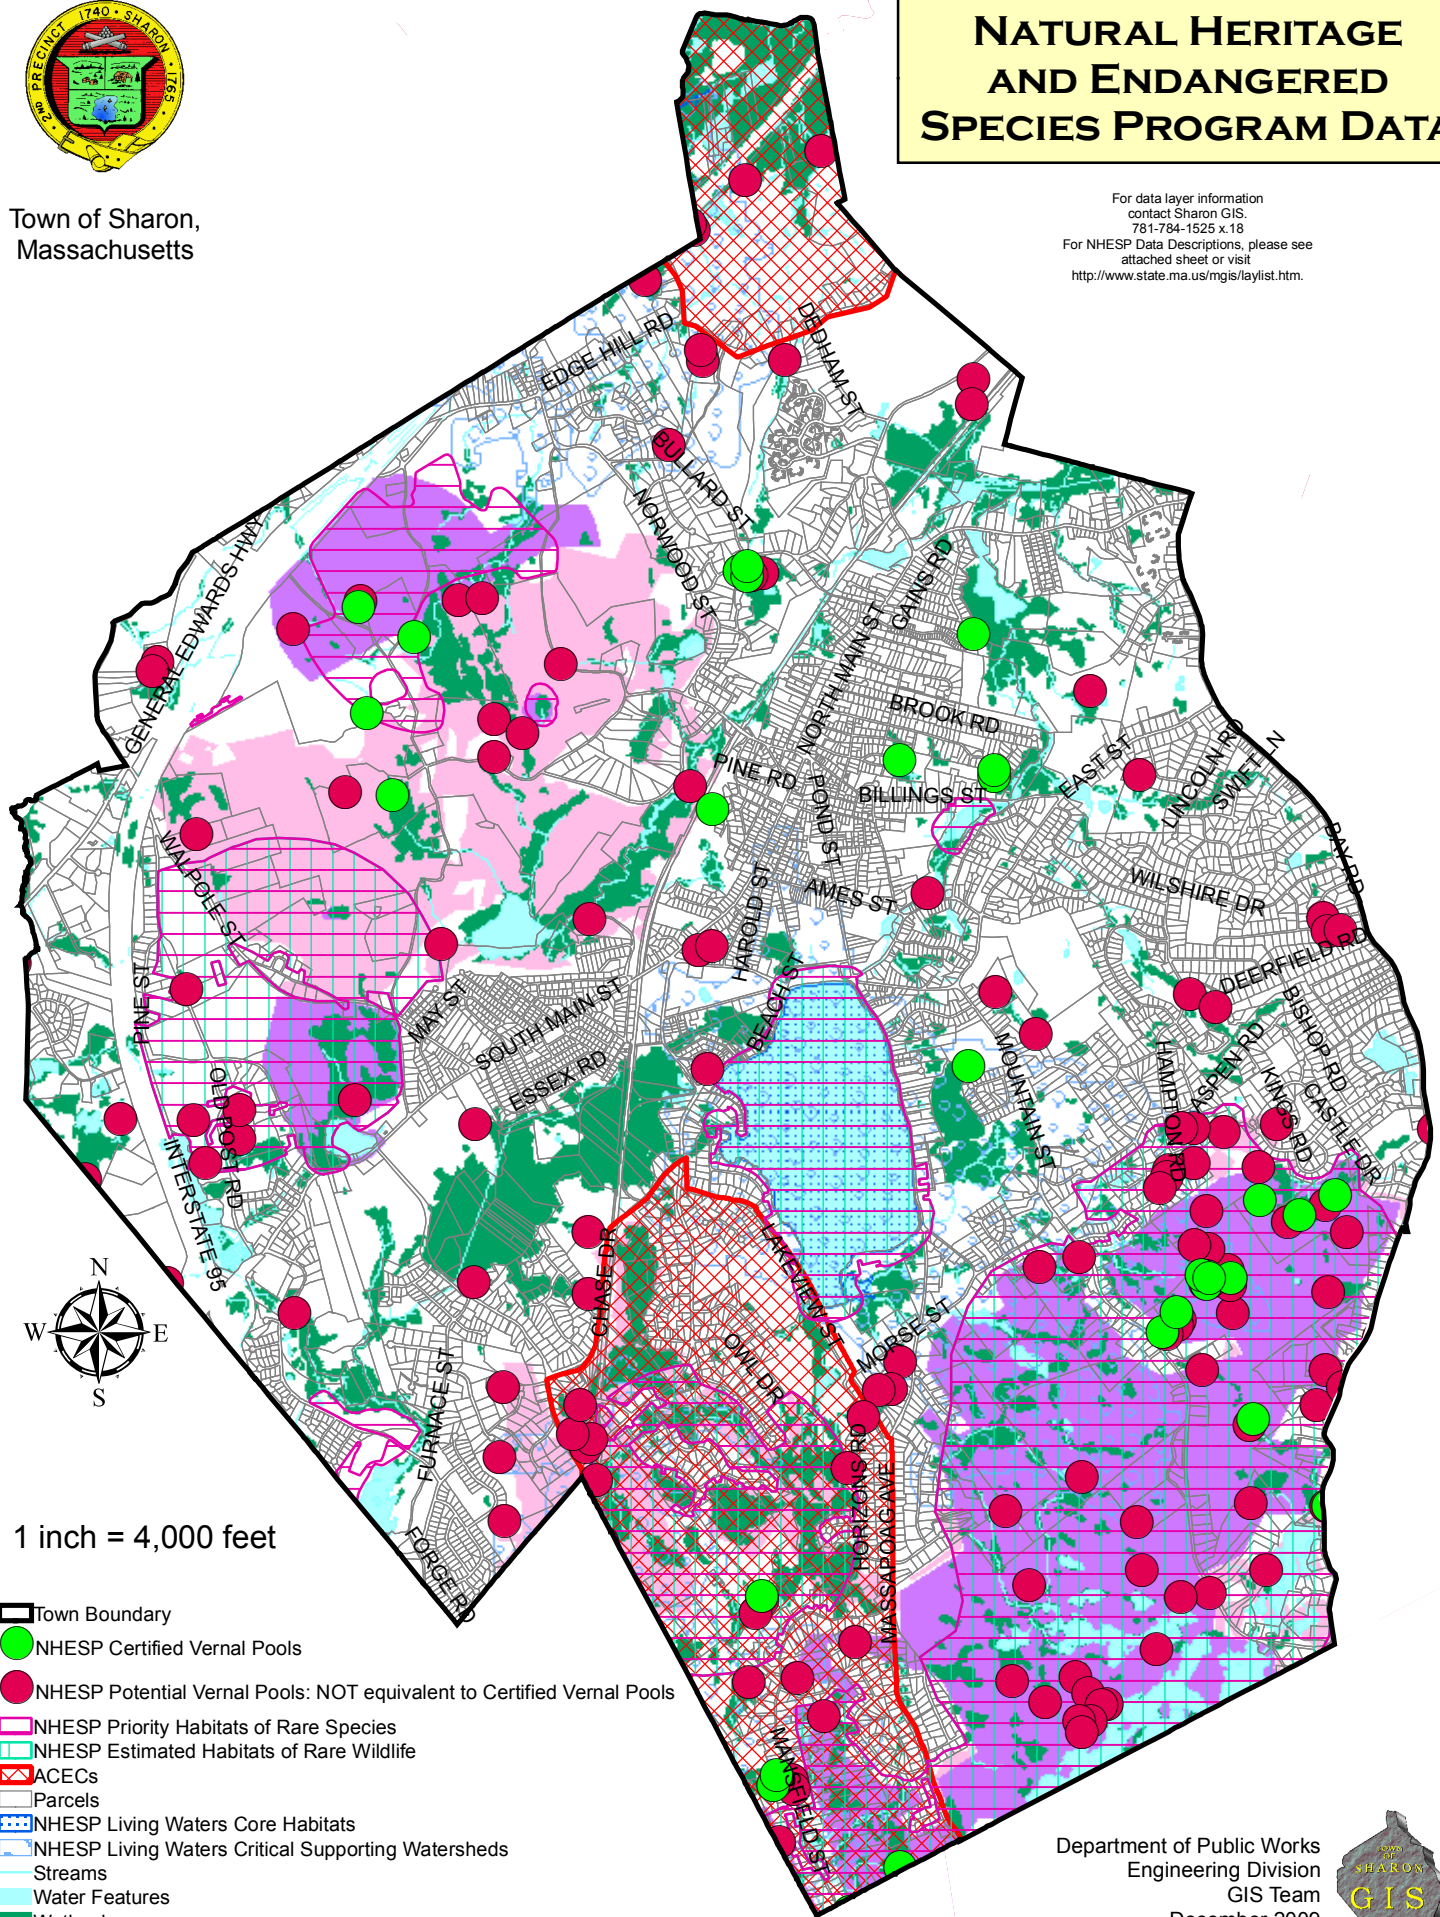 2ND PRECINCT 1740 · SHARON · 1765
NATURAL HERITAGE
AND ENDANGERED
SPECIES PROGRAM DATA
Town of Sharon,
Massachusetts
For data layer information
contact Sharon GIS.
781-784-1525 x.18
For NHESP Data Descriptions, please see
attached sheet or visit
http://www.state.ma.us/mgis/laylist.htm.
EDGE HILL RD
DEDHAM ST
BULLARD ST
NORWOOD ST
GENERAL EDWARDS HWY
GAINS RD
NORTH MAIN ST
BROOK RD
PINE RD
POND ST
BILLINGS ST
EAST ST
LINCOLN RD
SWIFT LN
BAY RD
WALPOLE ST
HAROLD ST
AMES ST
WILSHIRE DR
DEERFIELD RD
PINE ST
MAY ST
SOUTH MAIN ST
ESSEX RD
BEACH ST
MOUNTAIN ST
HAMPTON RD
ASPEN RD
BISHOP RD
KINGS RD
CASTLE DR
OLD POST RD
INTERSTATE 95
CHASE DR
LAKEVIEW ST
OWL DR
MORSE ST
FURNACE ST
FORGE RD
HORIZONS RD
MASSAPOAG AVE
MANSFIELD ST
N
W
E
S
1 inch = 4,000 feet
Town Boundary
NHESP Certified Vernal Pools
NHESP Potential Vernal Pools: NOT equivalent to Certified Vernal Pools
NHESP Priority Habitats of Rare Species
NHESP Estimated Habitats of Rare Wildlife
ACECs
Parcels
NHESP Living Waters Core Habitats
NHESP Living Waters Critical Supporting Watersheds
Streams
Water Features
Department of Public Works
Engineering Division
GIS Team
December 2009
TOWN
OF
SHARON
GIS